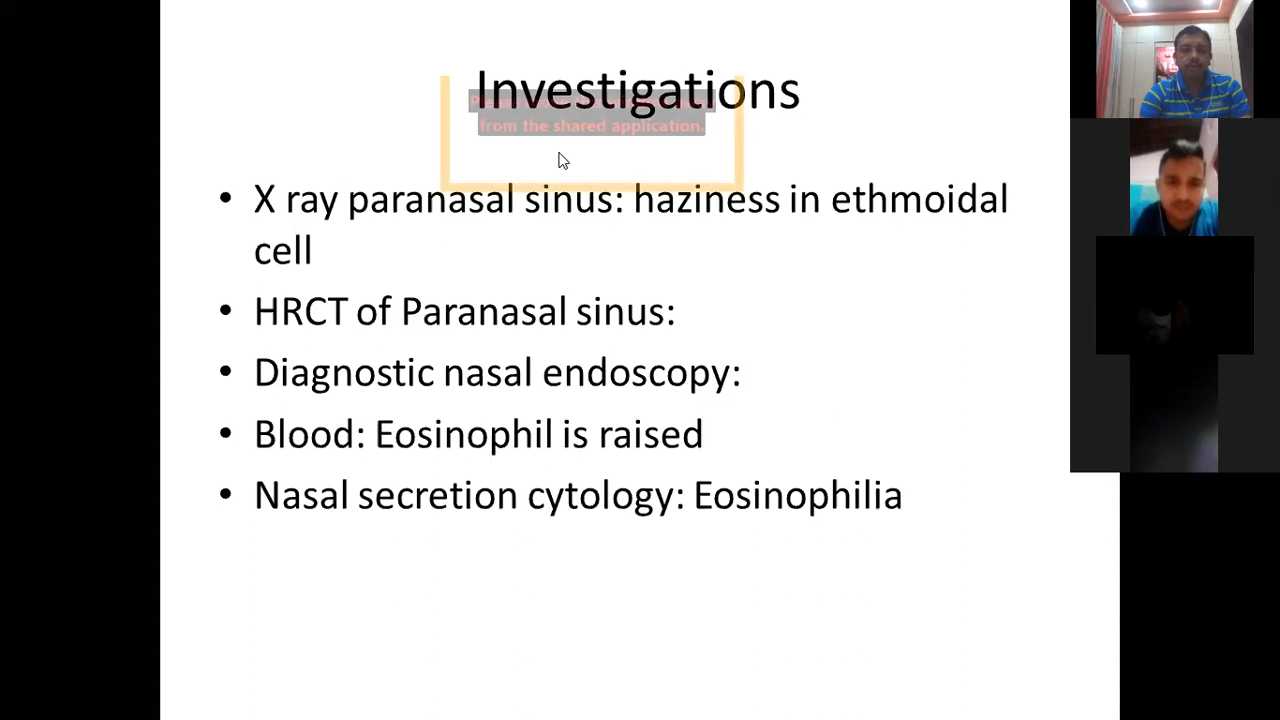 Investigations
from the shared application.
• X ray paranasal sinus: haziness in ethmoidal
cell
• HRCT of Paranasal sinus:
• Diagnostic nasal endoscopy:
• Blood: Eosinophil is raised
• Nasal secretion cytology: Eosinophilia